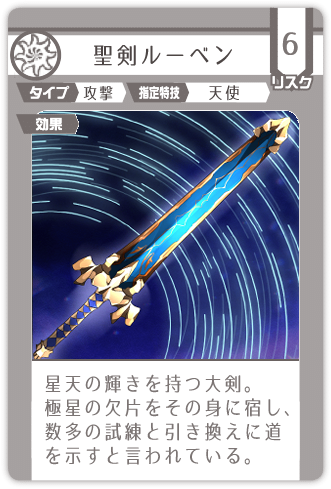 聖剣ルーベン
6
リスク
タイプ 攻撃 指定特技 天使
効果
星天の輝きを持つ大剣。
極星の欠片をその身に宿し、
数多の試練と引き換えに道
を示すと言われている。